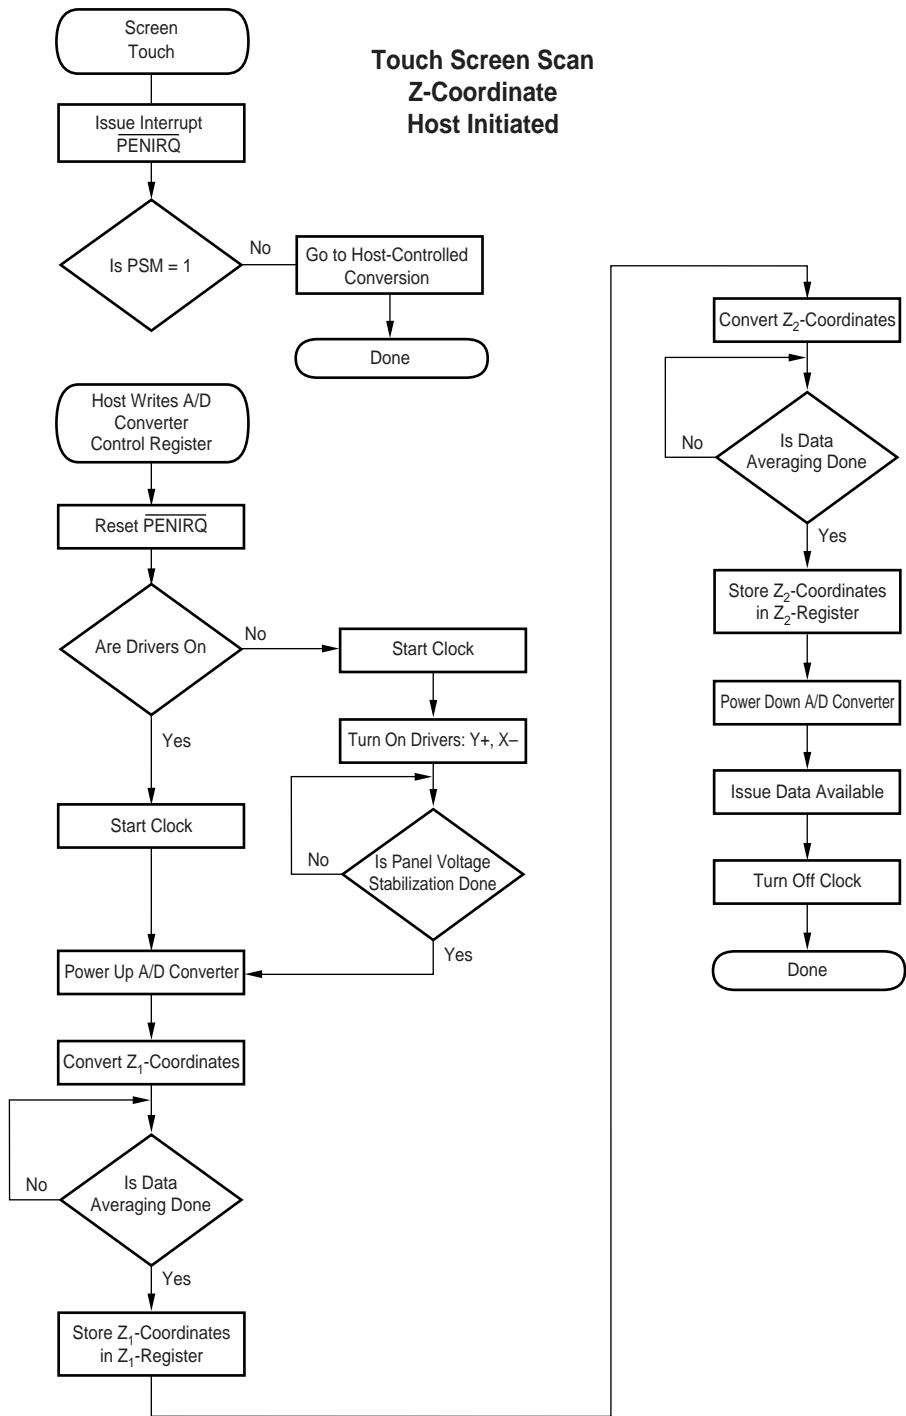 Screen
Touch
Touch Screen Scan
Z-Coordinate
Host Initiated
Issue Interrupt
PENIRQ
Is PSM = 1
No
Go to Host-Controlled
Conversion
Done
Host Writes A/D
Converter
Control Register
Reset PENIRQ
Are Drivers On
No
Start Clock
Turn On Drivers: Y+, X–
Yes
Start Clock
No
Is Panel Voltage
Stabilization Done
Yes
Power Up A/D Converter
Convert Z1-Coordinates
No
Is Data
Averaging Done
Yes
Store Z1-Coordinates
in Z1-Register
Convert Z2-Coordinates
No
Is Data
Averaging Done
Yes
Store Z2-Coordinates
in Z2-Register
Power Down A/D Converter
Issue Data Available
Turn Off Clock
Done